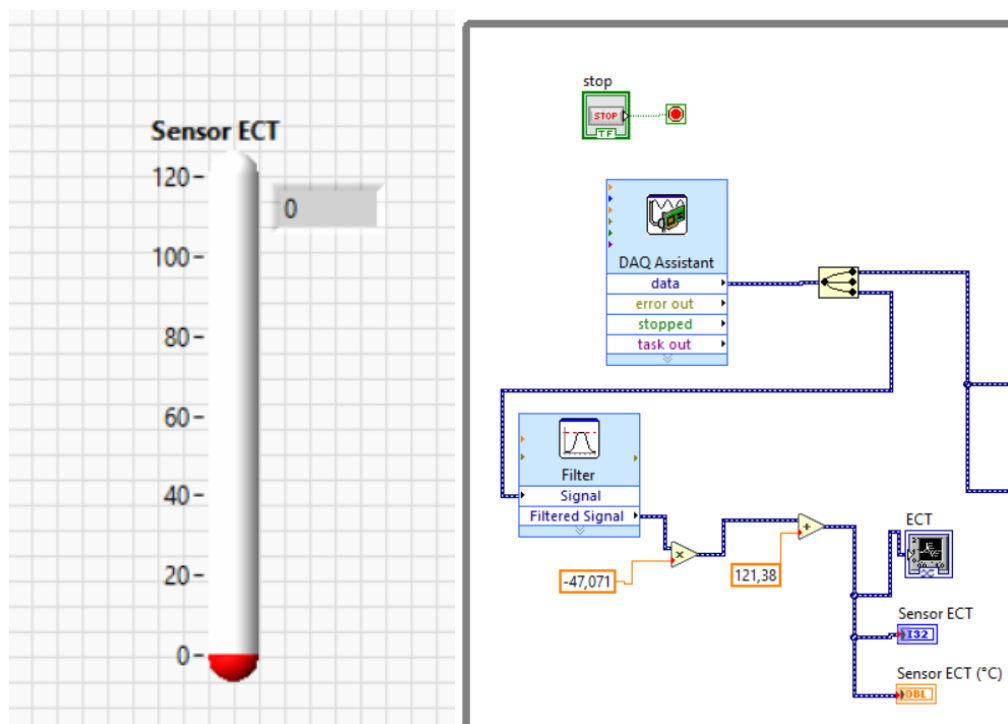 Sensor ECT
120
0
100
80
60
40
20
0
stop
STOP
TF
DAQ Assistant
data
error out
stopped
task out
Filter
Signal
Filtered Signal
-47,071
121,38
ECT
Sensor ECT
I32
Sensor ECT (°C)
DBL